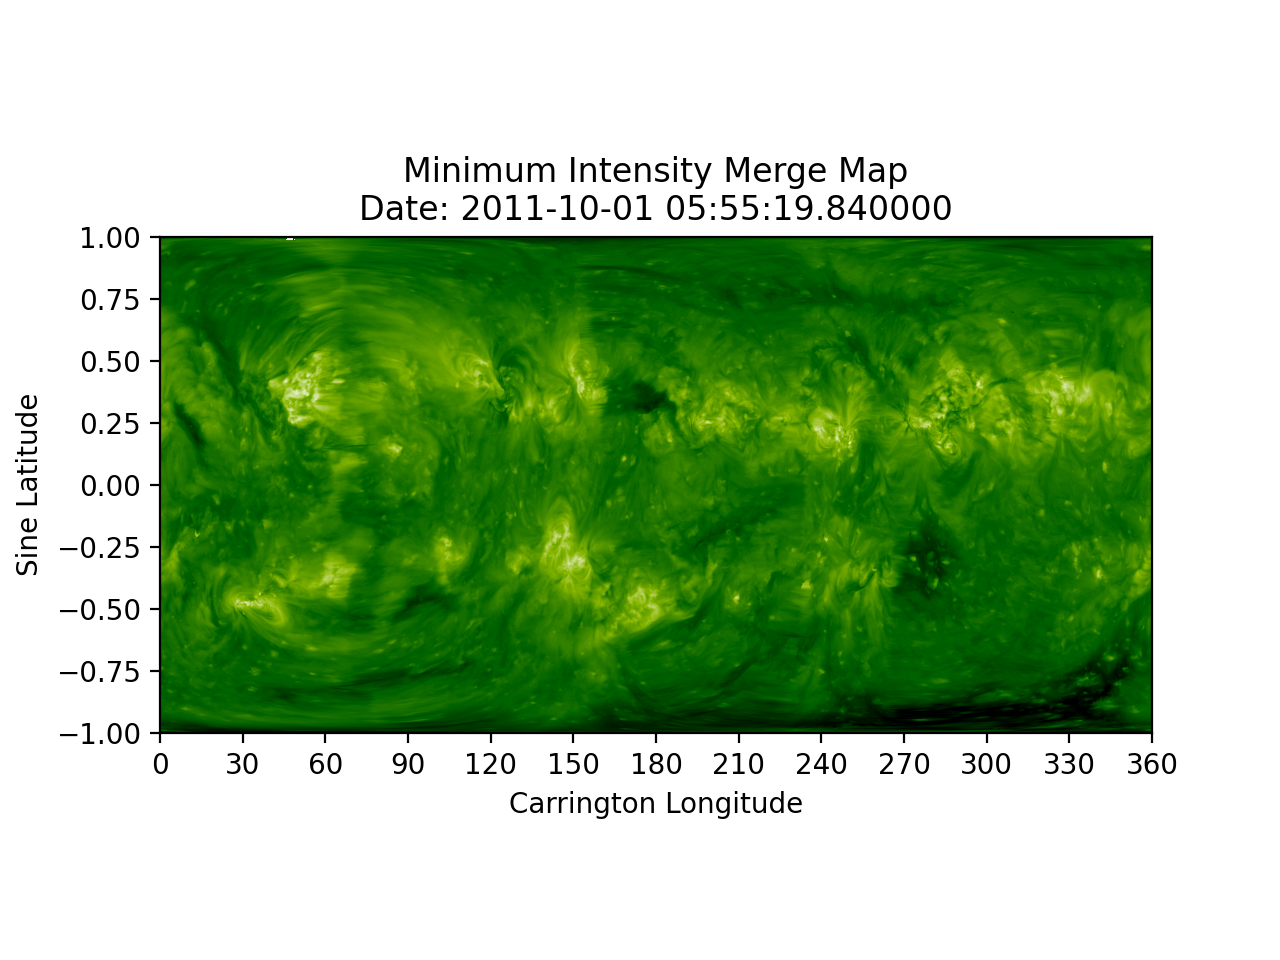 Minimum Intensity Merge Map
Date: 2011-10-01 05:55:19.840000
1.00
0.75
0.50
0.25
0.00
−0.25
−0.50
−0.75
−1.00
Sine Latitude
0 30 60 90 120 150 180 210 240 270 300 330 360
Carrington Longitude